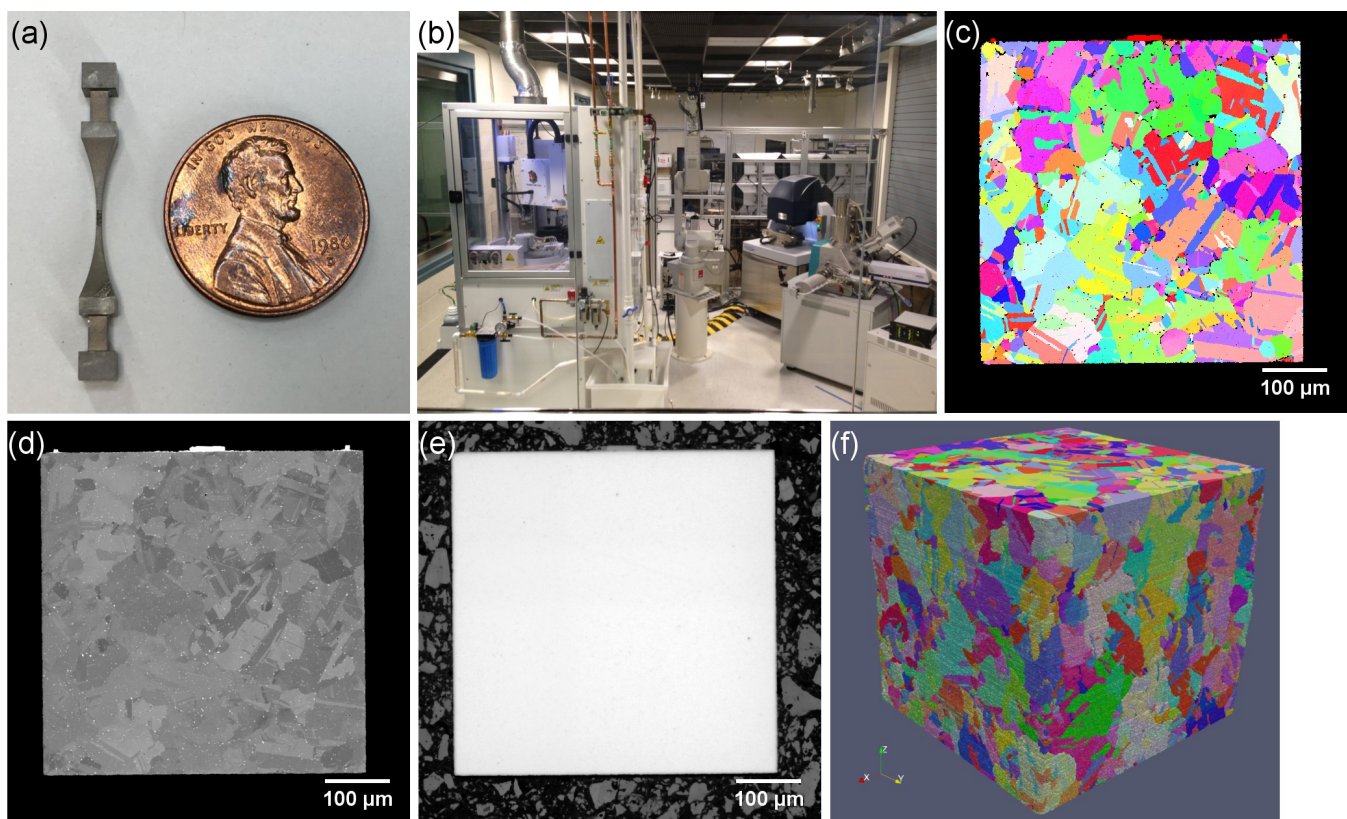 (a)
IN GOD WE TRUST
LIBERTY
1986
D
(b)
(c)
100 µm
(d)
100 µm
(e)
100 µm
(f)
Z
X
Y